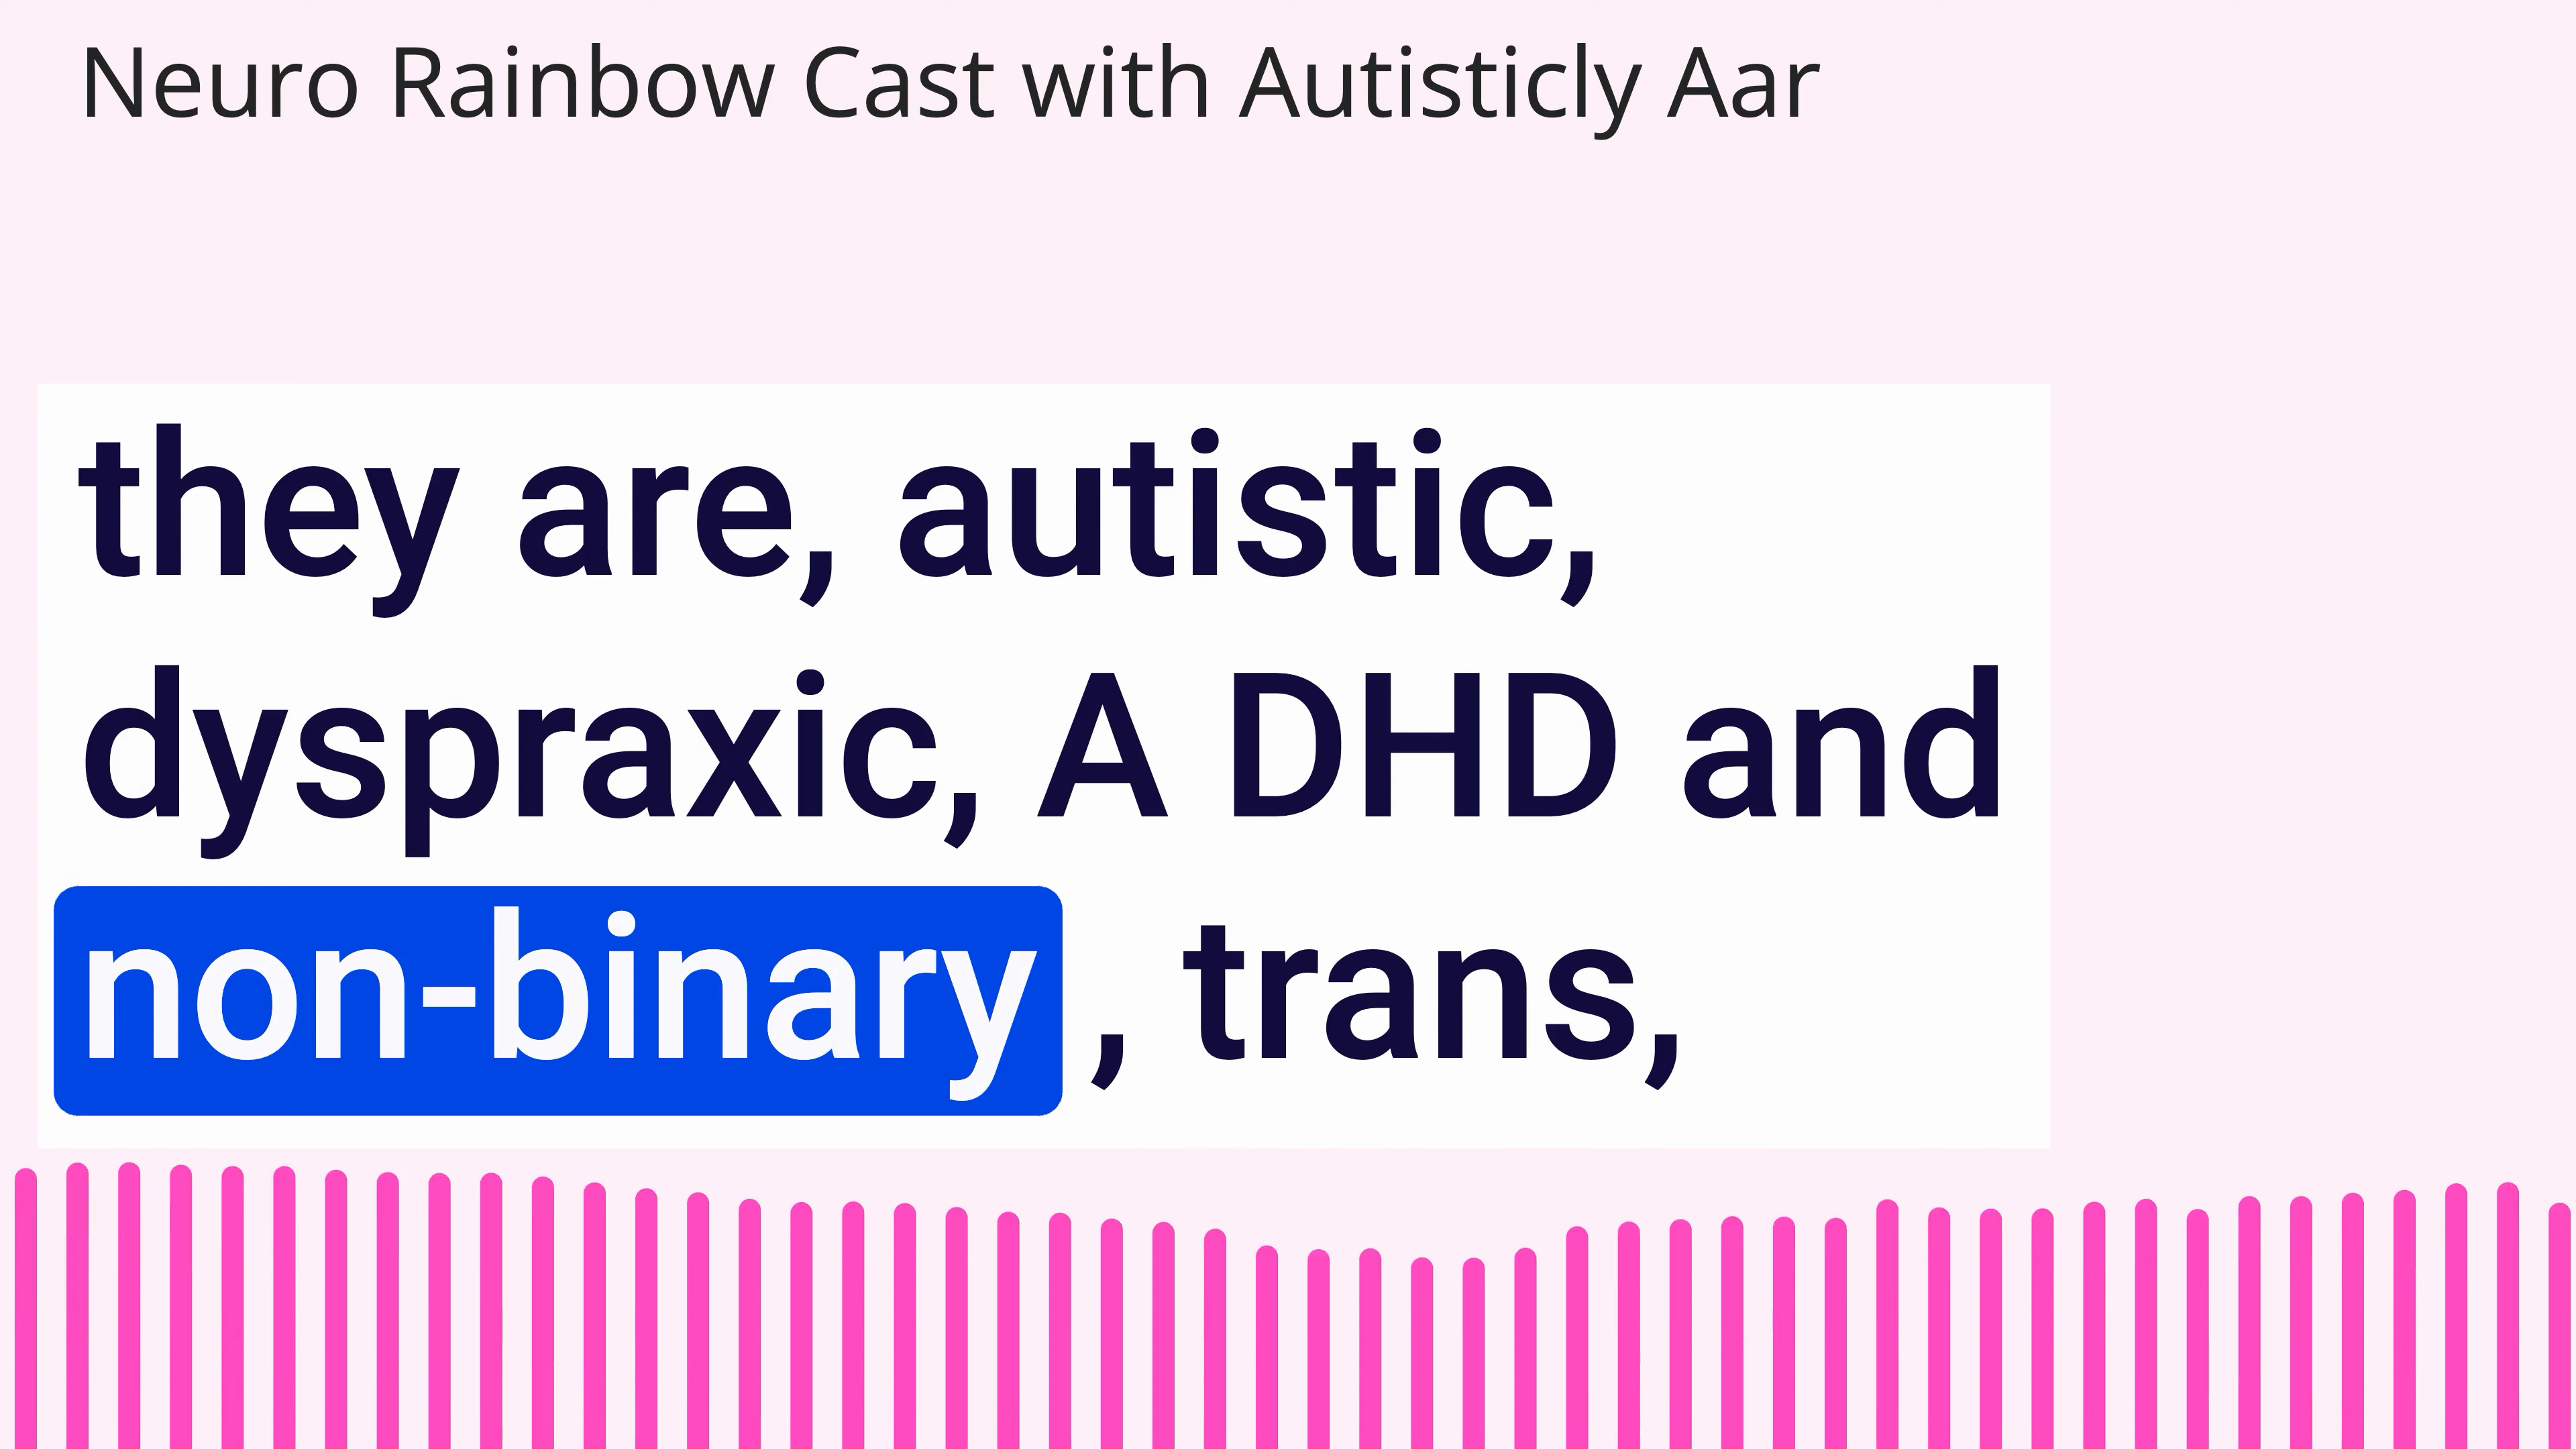 Neuro Rainbow Cast with Autisticly Aar
they are, autistic,
dyspraxic, A DHD and
non-binary , trans,